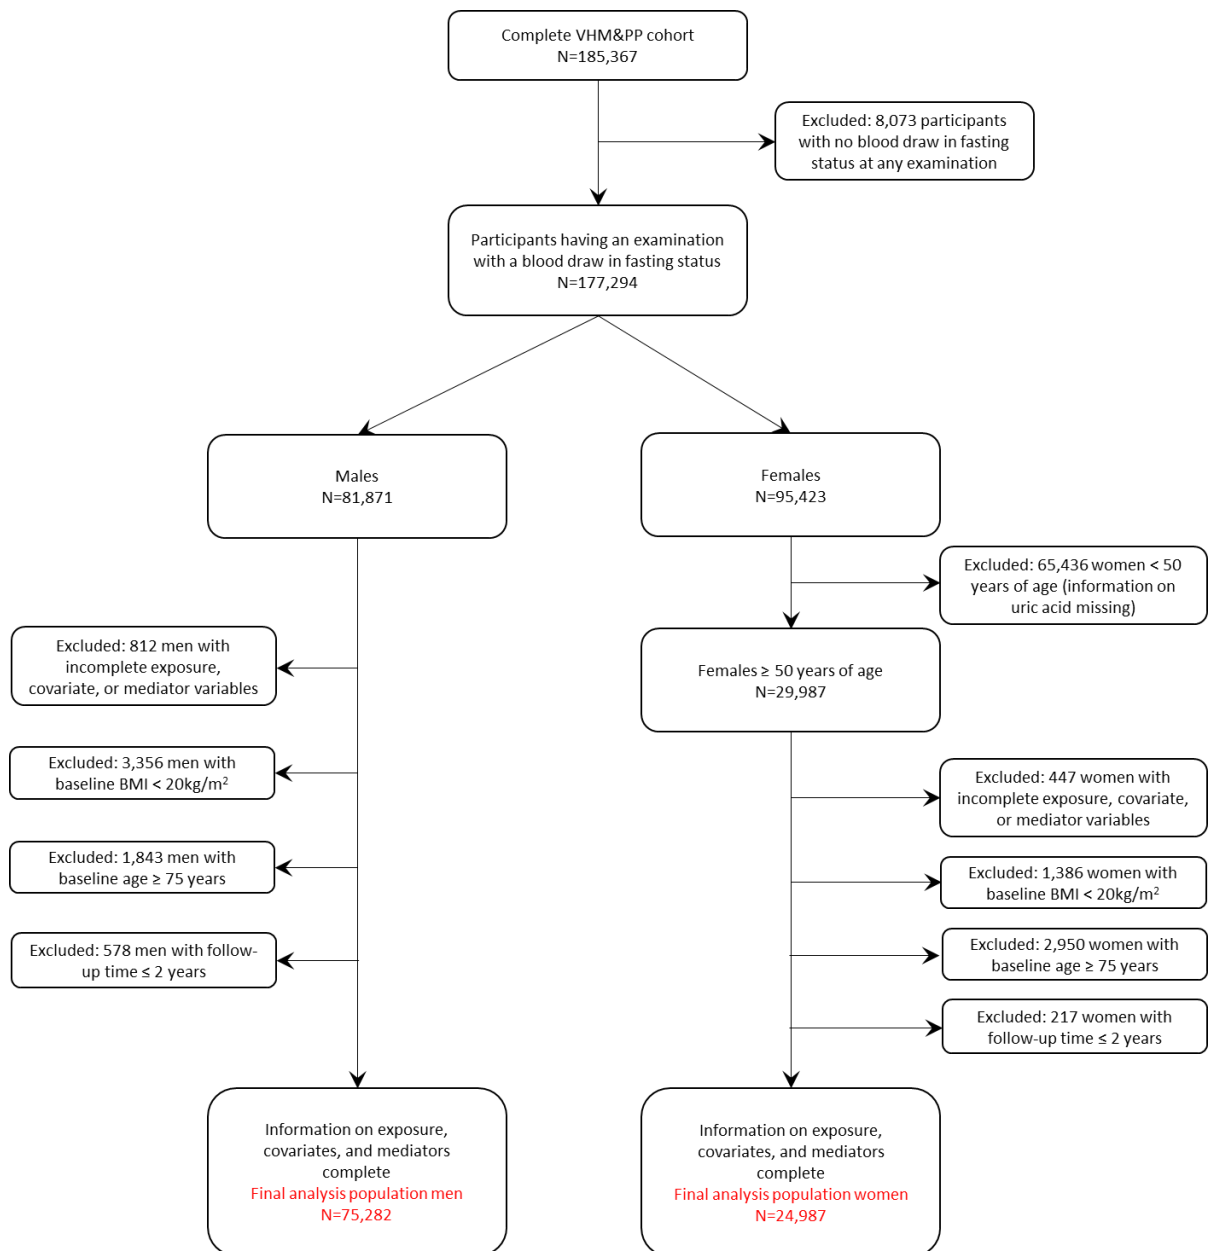 Complete VHM&PP cohort
N=185,367
Excluded: 8,073 participants
with no blood draw in fasting
status at any examination
Participants having an examination
with a blood draw in fasting status
N=177,294
Males
N=81,871
Females
N=95,423
Excluded: 65,436 women < 50
years of age (information on
uric acid missing)
Excluded: 812 men with
incomplete exposure,
covariate, or mediator variables
Females ≥ 50 years of age
N=29,987
Excluded: 3,356 men with
baseline BMI < 20kg/m²
Excluded: 447 women with
incomplete exposure, covariate,
or mediator variables
Excluded: 1,843 men with
baseline age ≥ 75 years
Excluded: 1,386 women with
baseline BMI < 20kg/m²
Excluded: 578 men with follow-
up time ≤ 2 years
Excluded: 2,950 women with
baseline age ≥ 75 years
Excluded: 217 women with
follow-up time ≤ 2 years
Information on exposure,
covariates, and mediators
complete
Final analysis population men
N=75,282
Information on exposure,
covariates, and mediators
complete
Final analysis population women
N=24,987